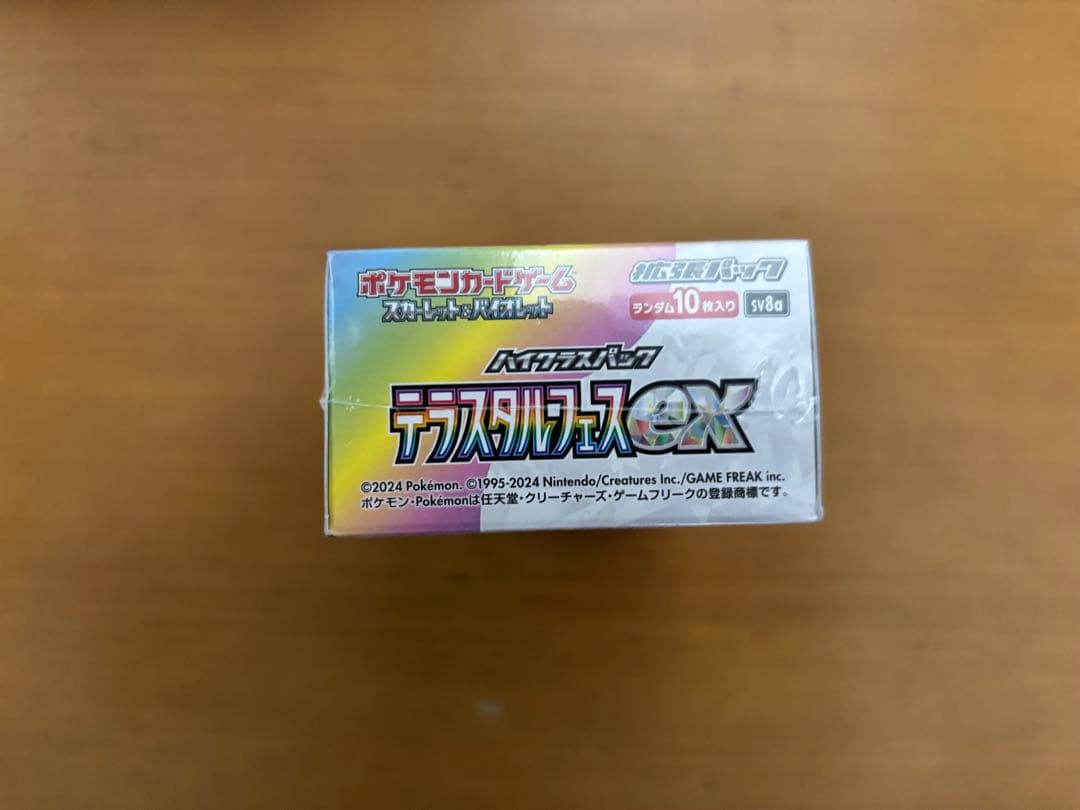 ポケモンカードゲーム
スカーレット&バイオレット
拡張パック
ランダム10枚入り SV8a
ハイクラスパック
テラスタルフェスex
©2024 Pokémon. ©1995-2024 Nintendo/Creatures Inc./GAME FREAK inc.
ポケモン・Pokémonは任天堂・クリーチャーズ・ゲームフリークの登録商標です。